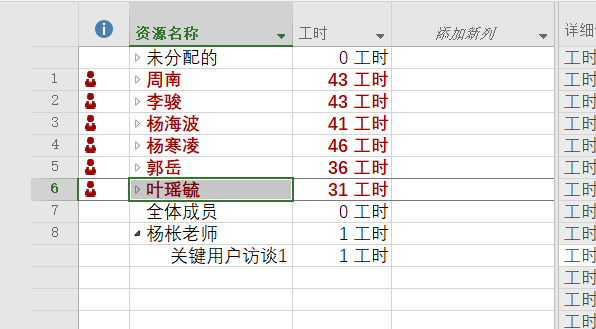 资源名称 工时 添加新列 详细
未分配的 0 工时 工时
1 周南 43 工时 工时
2 李骏 43 工时 工时
3 杨海波 41 工时 工时
4 杨寒凌 46 工时 工时
5 郭岳 36 工时 工时
6 叶瑶毓 31 工时 工时
7 全体成员 0 工时 工时
8 杨枨老师 1 工时 工时
关键用户访谈1 1 工时 工时
工时
工时
工时